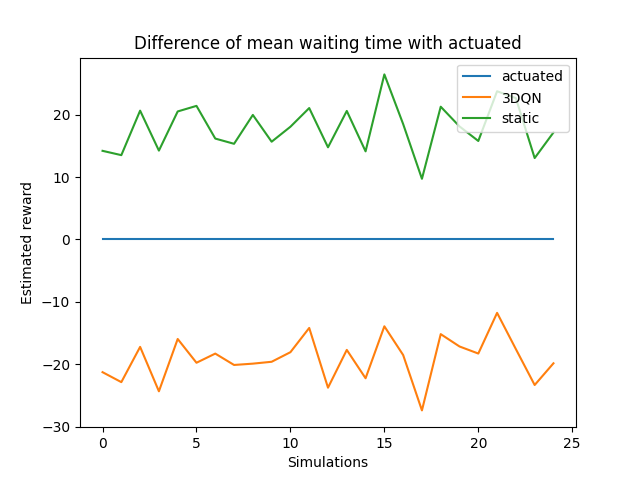 Difference of mean waiting time with actuated
actuated
3DQN
static
Estimated reward
20
10
0
−10
−20
−30
0 5 10 15 20 25
Simulations